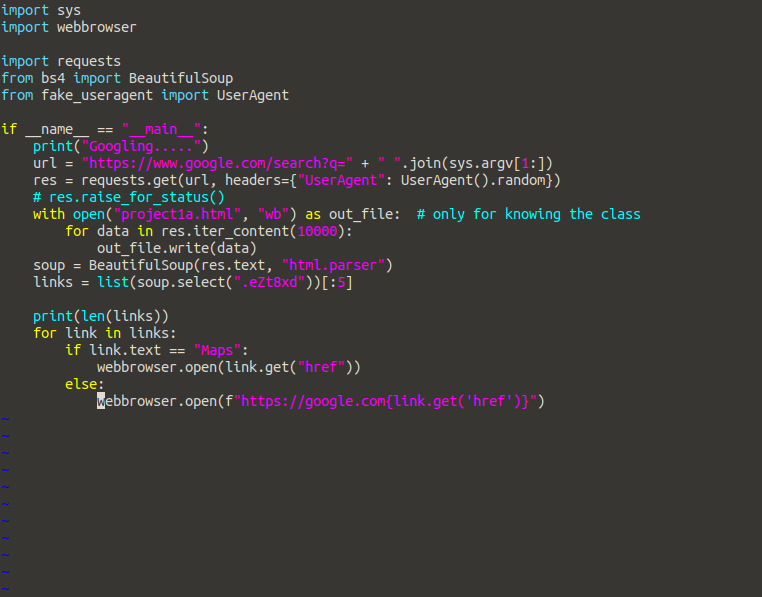 import sys
import webbrowser

import requests
from bs4 import BeautifulSoup
from fake_useragent import UserAgent

if __name__ == "__main__":
    print("Googling.....")
    url = "https://www.google.com/search?q=" + " ".join(sys.argv[1:])
    res = requests.get(url, headers={"UserAgent": UserAgent().random})
    # res.raise_for_status()
    with open("project1a.html", "wb") as out_file:  # only for knowing the class
        for data in res.iter_content(10000):
            out_file.write(data)
    soup = BeautifulSoup(res.text, "html.parser")
    links = list(soup.select(".eZt8xd"))[:5]

    print(len(links))
    for link in links:
        if link.text == "Maps":
            webbrowser.open(link.get("href"))
        else:
            webbrowser.open(f"https://google.com{link.get('href')}")
~
~
~
~
~
~
~
~
~
~
~